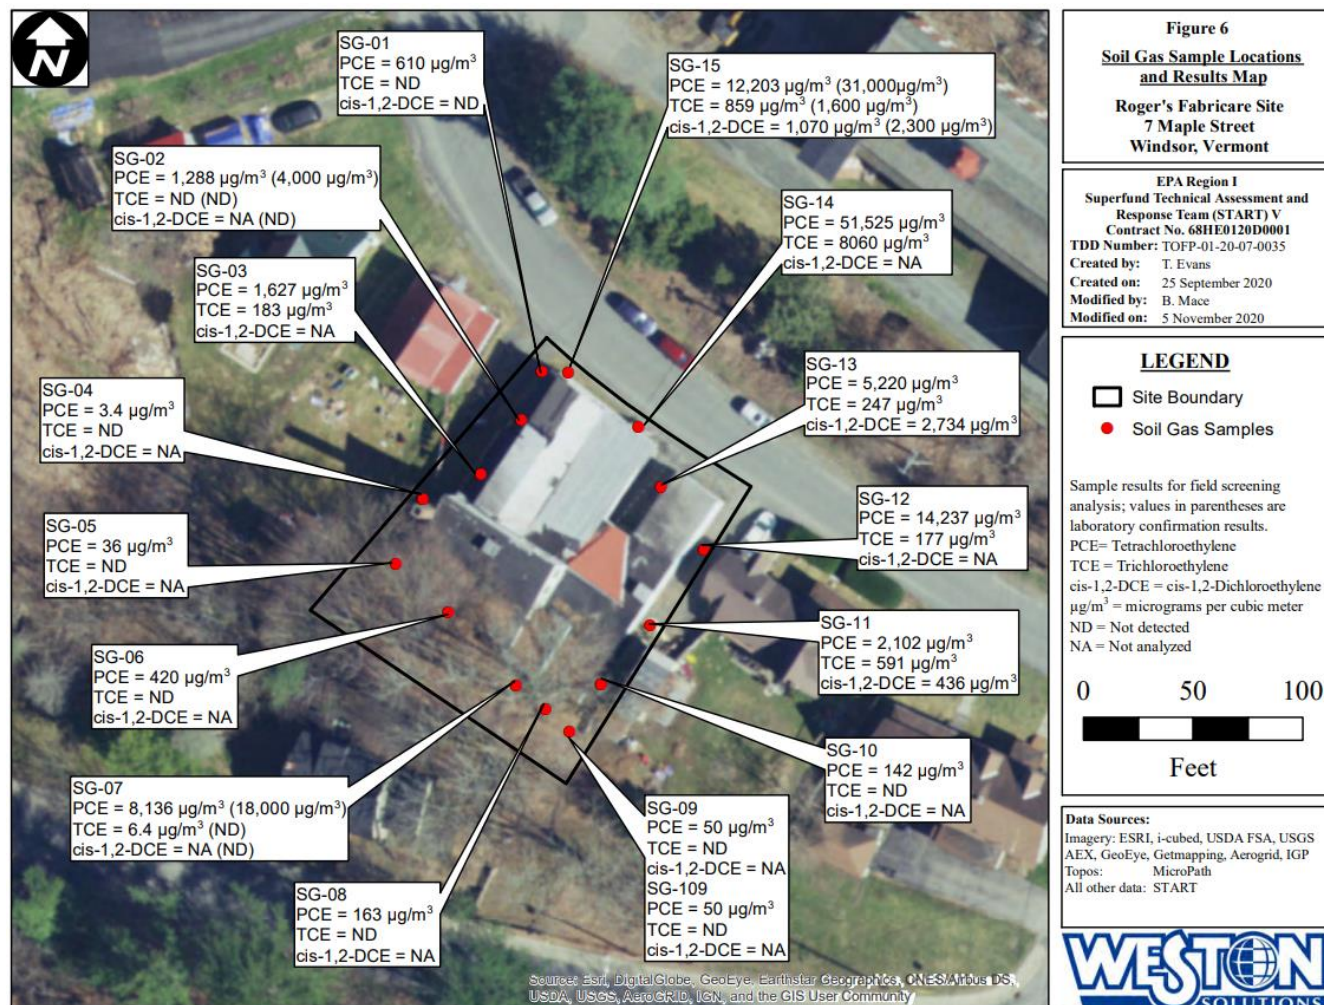 N
SG-01
PCE = 610 µg/m³
TCE = ND
cis-1,2-DCE = ND
SG-15
PCE = 12,203 µg/m³ (31,000µg/m³)
TCE = 859 µg/m³ (1,600 µg/m³)
cis-1,2-DCE = 1,070 µg/m³ (2,300 µg/m³)
SG-02
PCE = 1,288 µg/m³ (4,000 µg/m³)
TCE = ND (ND)
cis-1,2-DCE = NA (ND)
SG-14
PCE = 51,525 µg/m³
TCE = 8060 µg/m³
cis-1,2-DCE = NA
SG-03
PCE = 1,627 µg/m³
TCE = 183 µg/m³
cis-1,2-DCE = NA
SG-13
PCE = 5,220 µg/m³
TCE = 247 µg/m³
cis-1,2-DCE = 2,734 µg/m³
SG-04
PCE = 3.4 µg/m³
TCE = ND
cis-1,2-DCE = NA
SG-12
PCE = 14,237 µg/m³
TCE = 177 µg/m³
cis-1,2-DCE = NA
SG-05
PCE = 36 µg/m³
TCE = ND
cis-1,2-DCE = NA
SG-11
PCE = 2,102 µg/m³
TCE = 591 µg/m³
cis-1,2-DCE = 436 µg/m³
SG-06
PCE = 420 µg/m³
TCE = ND
cis-1,2-DCE = NA
SG-10
PCE = 142 µg/m³
TCE = ND
cis-1,2-DCE = NA
SG-07
PCE = 8,136 µg/m³ (18,000 µg/m³)
TCE = 6.4 µg/m³ (ND)
cis-1,2-DCE = NA (ND)
SG-09
PCE = 50 µg/m³
TCE = ND
cis-1,2-DCE = NA
SG-109
PCE = 50 µg/m³
TCE = ND
cis-1,2-DCE = NA
SG-08
PCE = 163 µg/m³
TCE = ND
cis-1,2-DCE = NA
Source: Esri, DigitalGlobe, GeoEye, Earthstar Geographics, CNES/Airbus DS,
USDA, USGS, AeroGRID, IGN, and the GIS User Community
Figure 6
Soil Gas Sample Locations
and Results Map
Roger's Fabricare Site
7 Maple Street
Windsor, Vermont
EPA Region I
Superfund Technical Assessment and
Response Team (START) V
Contract No. 68HE0120D0001
TDD Number: TOFP-01-20-07-0035
Created by: T. Evans
Created on: 25 September 2020
Modified by: B. Mace
Modified on: 5 November 2020
LEGEND
Site Boundary
Soil Gas Samples
Sample results for field screening
analysis; values in parentheses are
laboratory confirmation results.
PCE= Tetrachloroethylene
TCE = Trichloroethylene
cis-1,2-DCE = cis-1,2-Dichloroethylene
µg/m³ = micrograms per cubic meter
ND = Not detected
NA = Not analyzed
0 50 100
Feet
Data Sources:
Imagery: ESRI, i-cubed, USDA FSA, USGS
AEX, GeoEye, Getmapping, Aerogrid, IGP
Topos: MicroPath
All other data: START
WESTON
SOLUTIONS